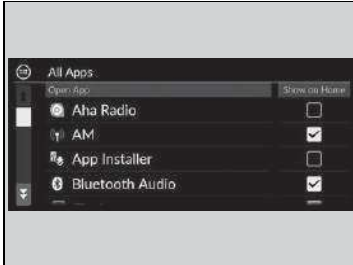 All Apps
Open App Show on Home
Aha Radio
AM
App Installer
Bluetooth Audio